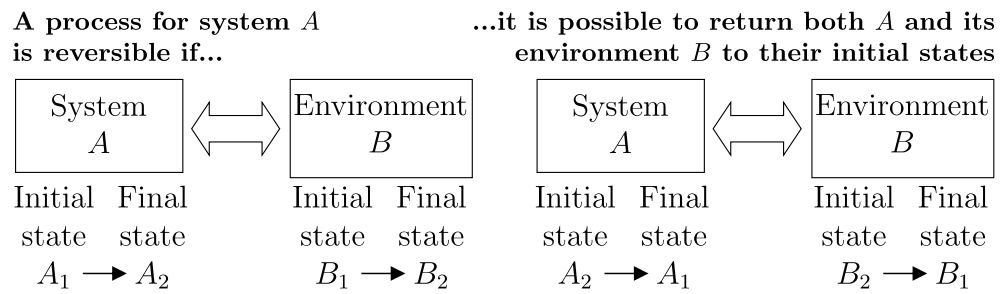 A process for system A
is reversible if...
...it is possible to return both A and its
environment B to their initial states
System
A
Environment
B
System
A
Environment
B
Initial state
Final state
Initial state
Final state
Initial state
Final state
Initial state
Final state
A₁ → A₂
B₁ → B₂
A₂ → A₁
B₂ → B₁